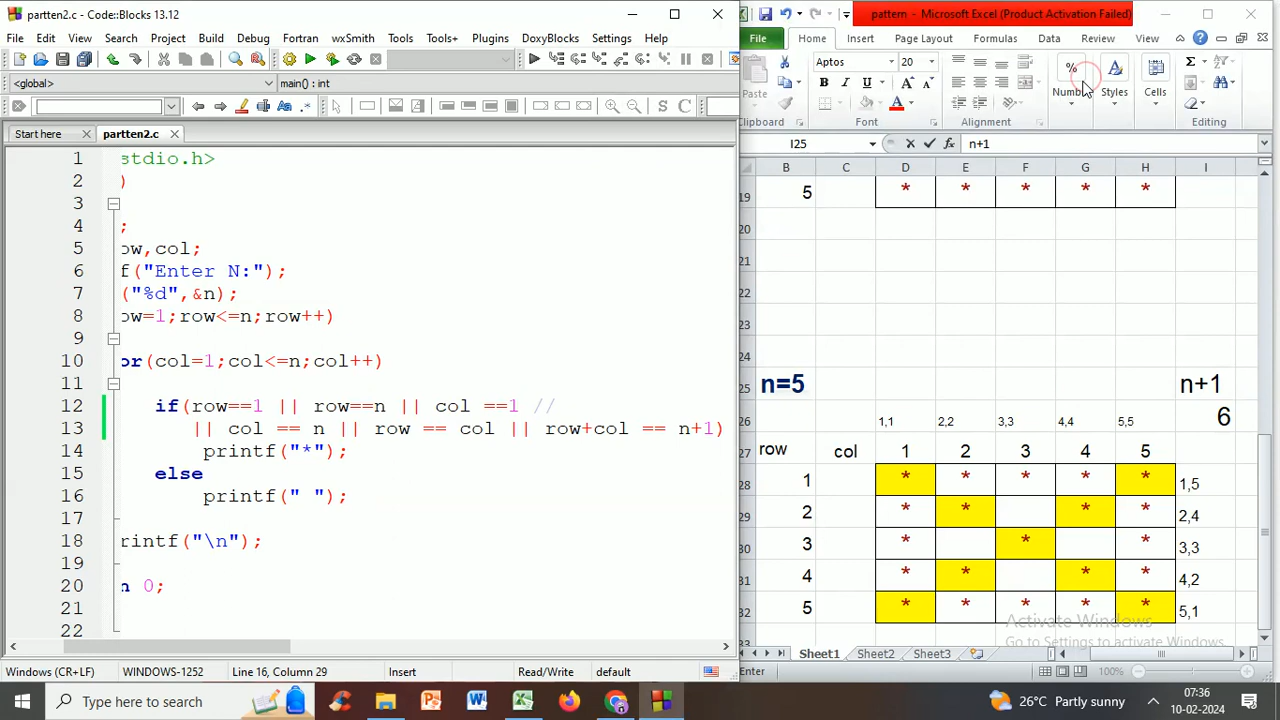 partten2.c - Code::Blocks 13.12
File Edit View Search Project Build Debug Fortran wxSmith Tools Tools+ Plugins DoxyBlocks Settings Help
<global> main() : int
Start here
partten2.c
1 stdio.h>
2 )
3
4 ;
5 ow,col;
6 f("Enter N:");
7 ("%d",&n);
8 ow=1;row<=n;row++)
9
10 or(col=1;col<=n;col++)
11
12 if(row==1 || row==n || col ==1 //
13 || col == n || row == col || row+col == n+1)
14 printf("*");
15 else
16 printf(" ");
17
18 rintf("\n");
19
20 n 0;
21
22
Windows (CR+LF) WINDOWS-1252 Line 16, Column 29 Insert Read/Write default
pattern - Microsoft Excel (Product Activation Failed)
File Home Insert Page Layout Formulas Data Review View
Paste Aptos 20 % Number Styles Cells
B I U A A A Σ
Clipboard Font Alignment Editing
I25 fx n+1
B C D E F G H I
19 5 * * * * *
20
21
22
23
24
25 n=5 n+1
26 1,1 2,2 3,3 4,4 5,5 6
27 row col 1 2 3 4 5
28 1 * * * * * 1,5
29 2 * * * * 2,4
30 3 * * * 3,3
31 4 * * * * 4,2
32 5 * * * * * 5,1
33
Activate Windows
Go to Settings to activate Windows.
Sheet1 Sheet2 Sheet3
Enter 100%
Type here to search
26°C Partly sunny
07:36
10-02-2024